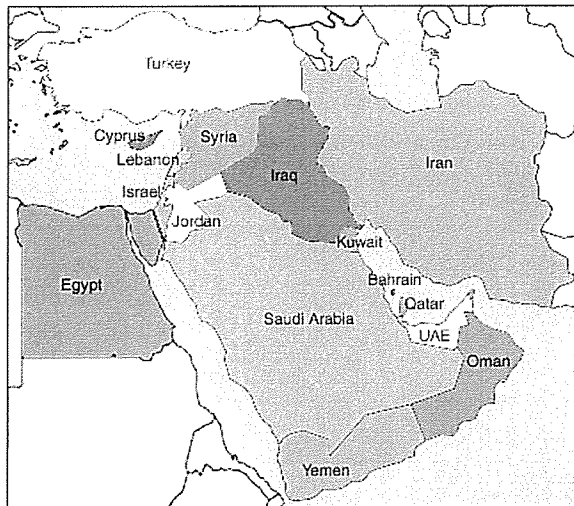 Turkey
Cyprus
Syria
Lebanon
Iraq
Iran
Israel
Jordan
Kuwait
Egypt
Bahrain
Qatar
Saudi Arabia
UAE
Oman
Yemen